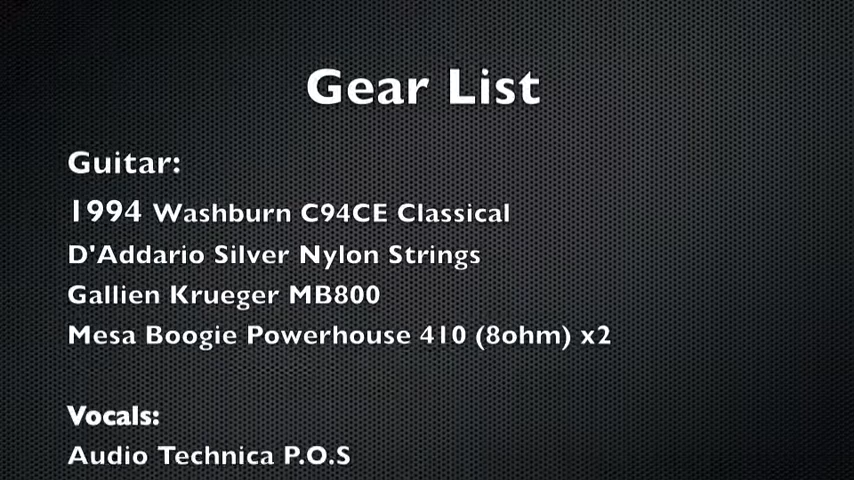 Gear List
Guitar:
1994 Washburn C94CE Classical
D'Addario Silver Nylon Strings
Gallien Krueger MB800
Mesa Boogie Powerhouse 410 (8ohm) x2
Vocals:
Audio Technica P.O.S